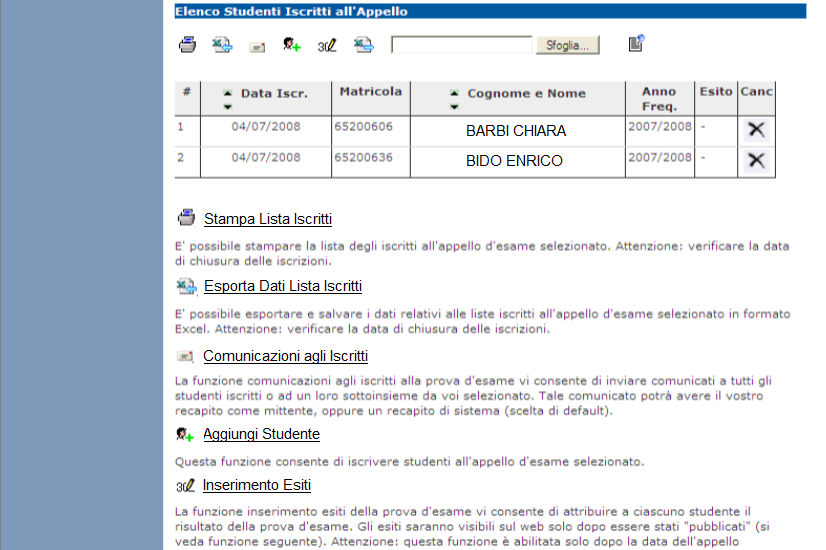 Elenco Studenti Iscritti all'Appello
30L Sfoglia...
# Data Iscr. Matricola Cognome e Nome Anno Freq. Esito Canc
1 04/07/2008 65200606 BARBI CHIARA 2007/2008 -
2 04/07/2008 65200636 BIDO ENRICO 2007/2008 -
Stampa Lista Iscritti
E' possibile stampare la lista degli iscritti all'appello d'esame selezionato. Attenzione: verificare la data
di chiusura delle iscrizioni.
Esporta Dati Lista Iscritti
E' possibile esportare e salvare i dati relativi alle liste iscritti all'appello d'esame selezionato in formato
Excel. Attenzione: verificare la data di chiusura delle iscrizioni.
Comunicazioni agli Iscritti
La funzione comunicazioni agli iscritti alla prova d'esame vi consente di inviare comunicati a tutti gli
studenti iscritti o ad un loro sottoinsieme da voi selezionato. Tale comunicato potrà avere il vostro
recapito come mittente, oppure un recapito di sistema (scelta di default).
Aggiungi Studente
Questa funzione consente di iscrivere studenti all'appello d'esame selezionato.
30L Inserimento Esiti
La funzione inserimento esiti della prova d'esame vi consente di attribuire a ciascuno studente il
risultato della prova d'esame. Gli esiti saranno visibili sul web solo dopo essere stati "pubblicati" (si
veda funzione seguente). Attenzione: questa funzione è abilitata solo dopo la data dell'appello